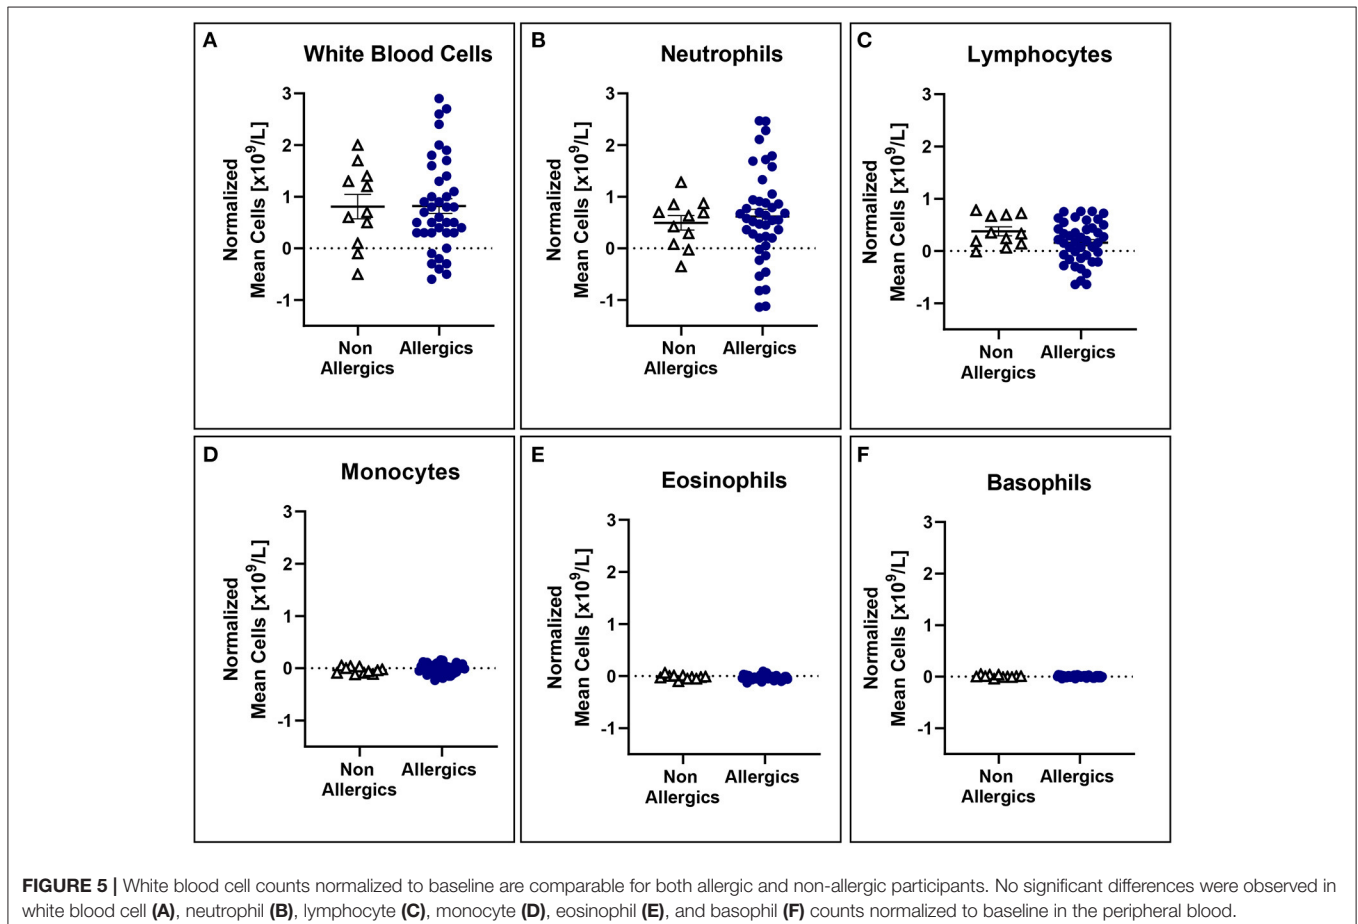 A
White Blood Cells
Normalized
Mean Cells [x10⁹/L]
3
2
1
0
-1
Non
Allergics
Allergics
B
Neutrophils
Normalized
Mean Cells [x10⁹/L]
3
2
1
0
-1
Non
Allergics
Allergics
C
Lymphocytes
Normalized
Mean Cells [x10⁹/L]
3
2
1
0
-1
Non
Allergics
Allergics
D
Monocytes
Normalized
Mean Cells [x10⁹/L]
3
2
1
0
-1
Non
Allergics
Allergics
E
Eosinophils
Normalized
Mean Cells [x10⁹/L]
3
2
1
0
-1
Non
Allergics
Allergics
F
Basophils
Normalized
Mean Cells [x10⁹/L]
3
2
1
0
-1
Non
Allergics
Allergics
FIGURE 5 | White blood cell counts normalized to baseline are comparable for both allergic and non-allergic participants. No significant differences were observed in
white blood cell (A), neutrophil (B), lymphocyte (C), monocyte (D), eosinophil (E), and basophil (F) counts normalized to baseline in the peripheral blood.